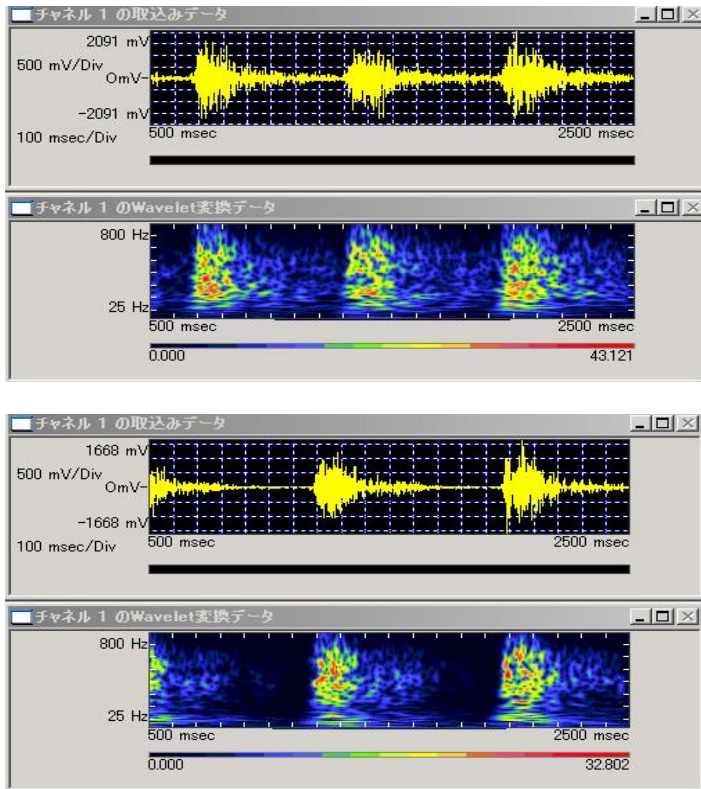 チャネル 1 の取込みデータ
2091 mV
500 mV/Div
0mV-
-2091 mV
100 msec/Div
500 msec
2500 msec
チャネル 1 のWavelet変換データ
800 Hz
25 Hz
500 msec
2500 msec
0.000
43.121
チャネル 1 の取込みデータ
1668 mV
500 mV/Div
0mV-
-1668 mV
100 msec/Div
500 msec
2500 msec
チャネル 1 のWavelet変換データ
800 Hz
25 Hz
500 msec
2500 msec
0.000
32.802